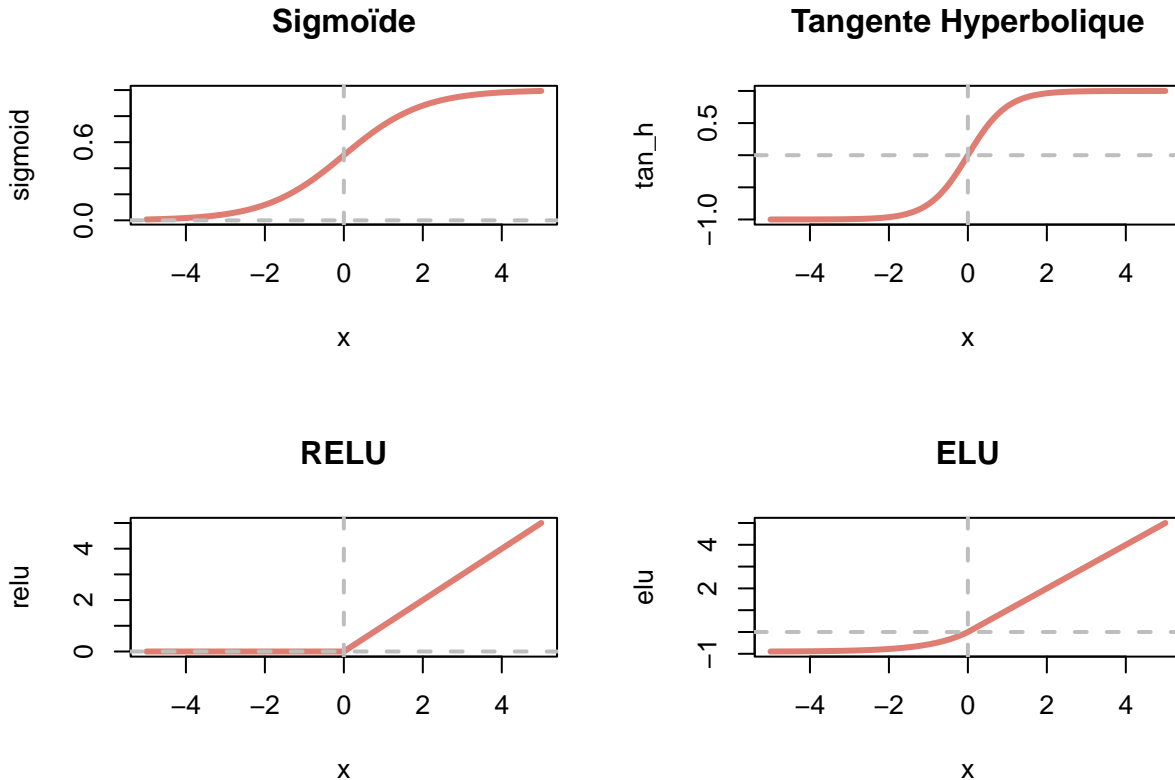 Sigmoïde
sigmoid
0.0 0.6
−4 −2 0 2 4
x
Tangente Hyperbolique
tan_h
−1.0 0.5
−4 −2 0 2 4
x
RELU
relu
0 2 4
−4 −2 0 2 4
x
ELU
elu
−1 2 4
−4 −2 0 2 4
x